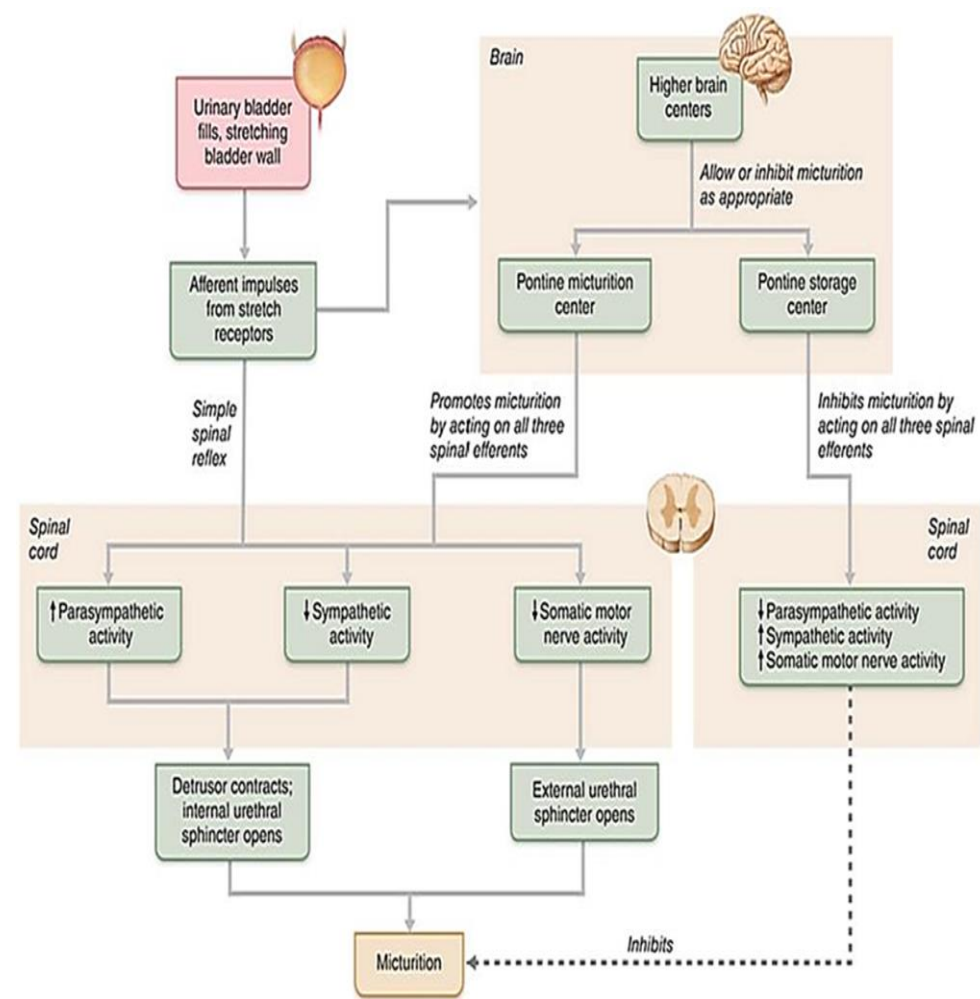 Urinary bladder
fills, stretching
bladder wall
Brain
Higher brain
centers
Allow or inhibit micturition
as appropriate
Afferent impulses
from stretch
receptors
Pontine micturition
center
Pontine storage
center
Simple
spinal
reflex
Promotes micturition
by acting on all three
spinal efferents
Inhibits micturition by
acting on all three spinal
efferents
Spinal
cord
Spinal
cord
↑Parasympathetic
activity
↓Sympathetic
activity
↓Somatic motor
nerve activity
↓Parasympathetic activity
↑Sympathetic activity
↑Somatic motor nerve activity
Detrusor contracts;
internal urethral
sphincter opens
External urethral
sphincter opens
Micturition
Inhibits